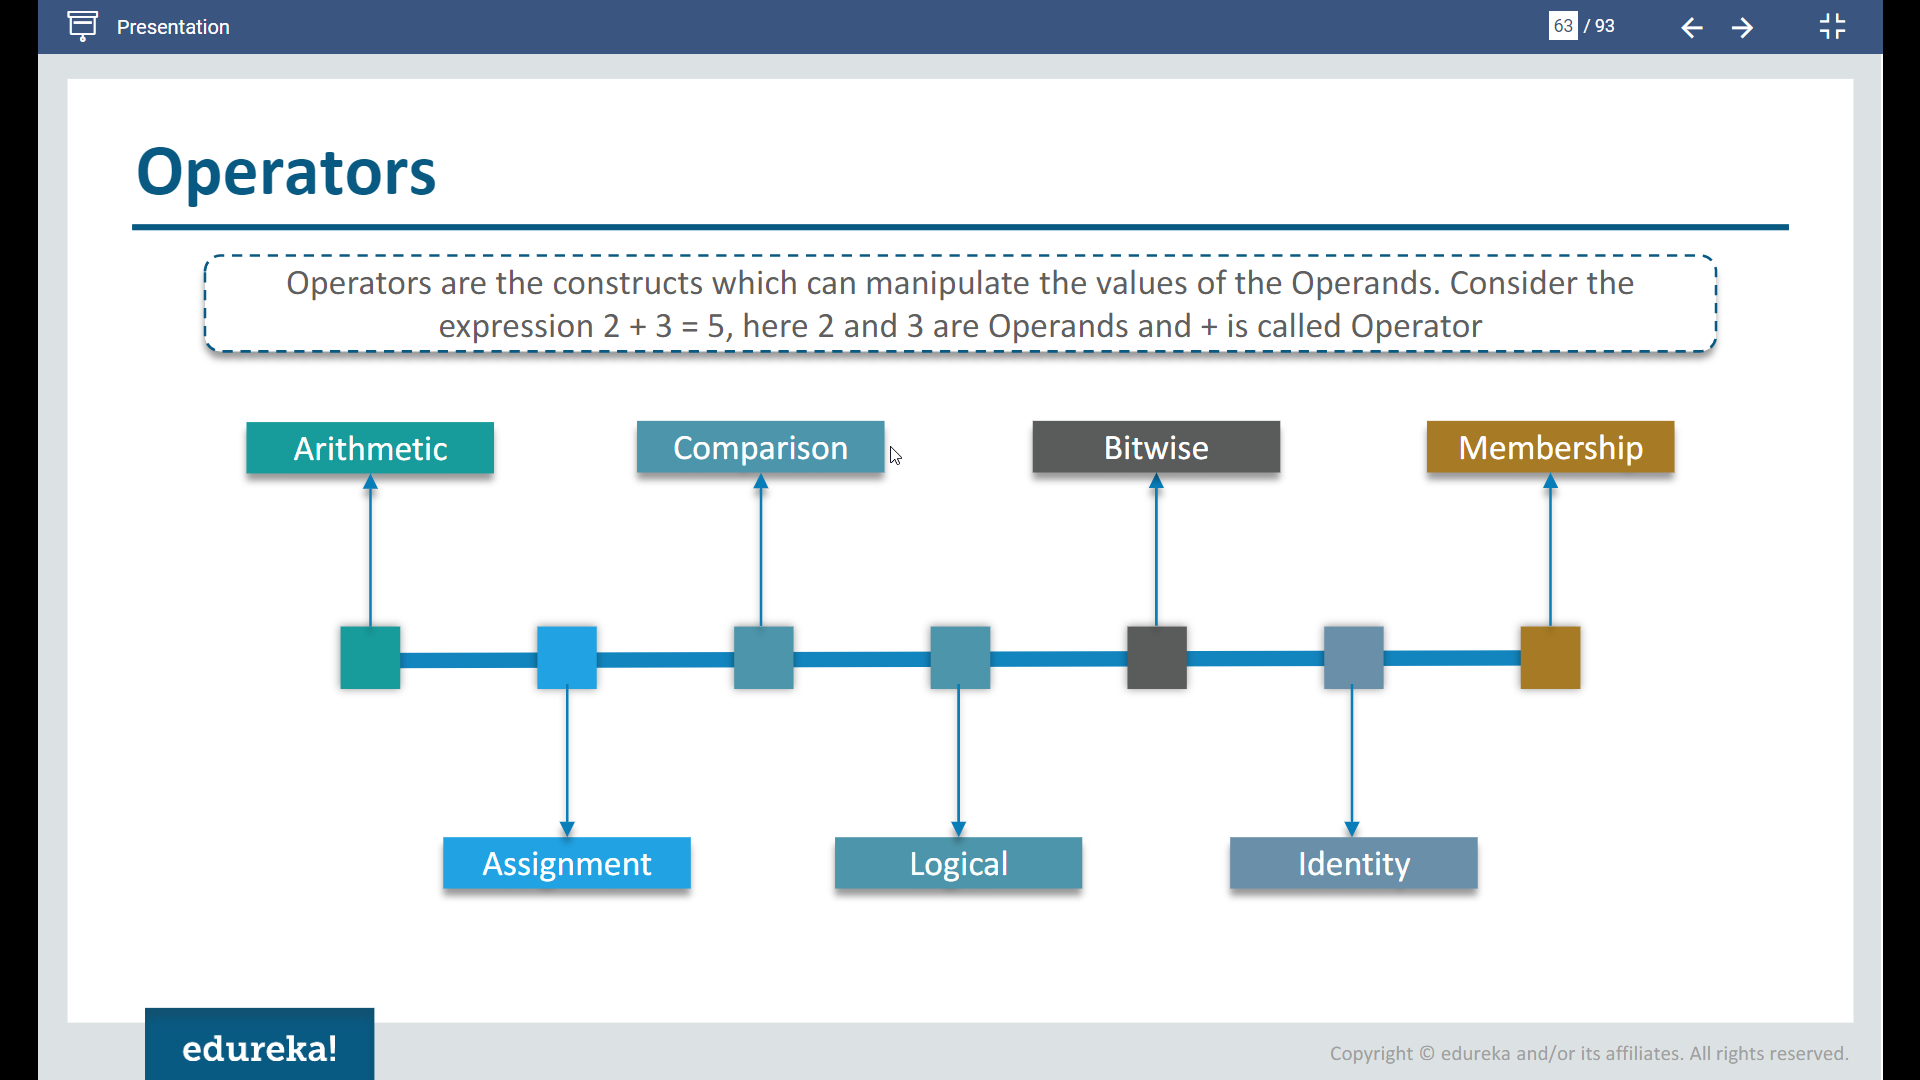 Presentation
63 / 93
Operators
Operators are the constructs which can manipulate the values of the Operands. Consider the
expression 2 + 3 = 5, here 2 and 3 are Operands and + is called Operator
Arithmetic
Comparison
Bitwise
Membership
Assignment
Logical
Identity
edureka!
Copyright © edureka and/or its affiliates. All rights reserved.